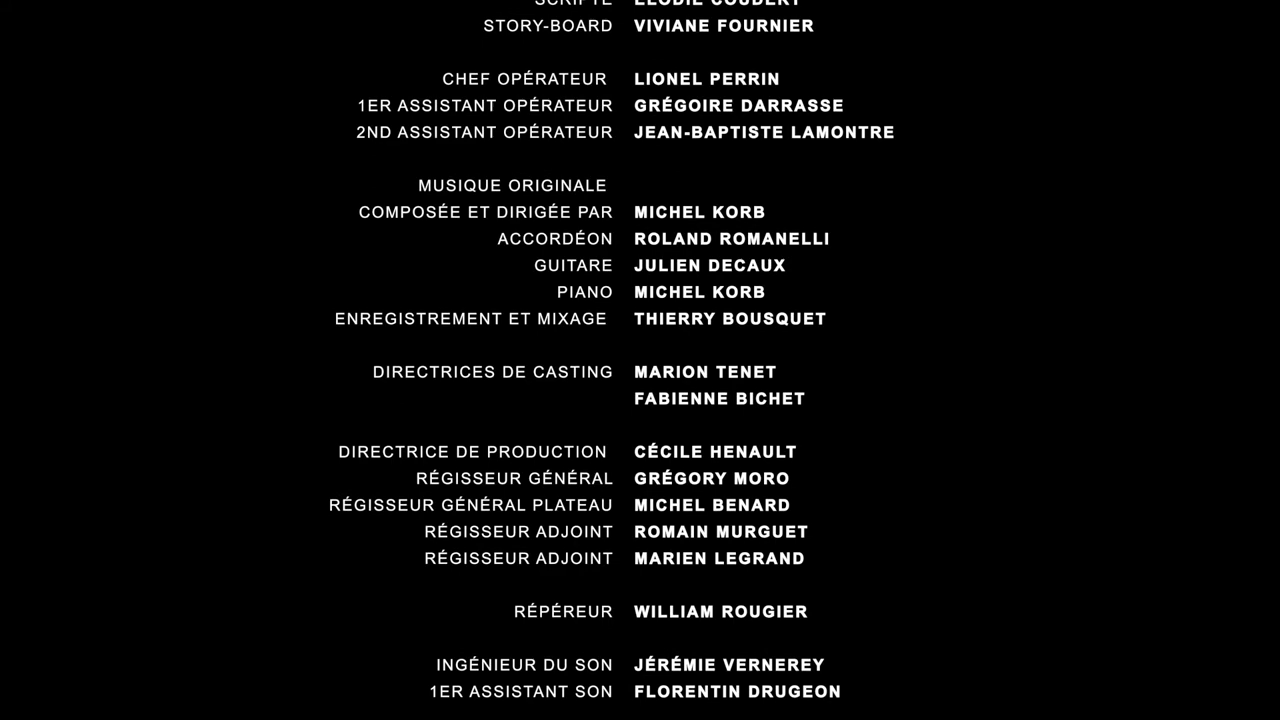 SCRIPTE ELODIE COUDERT
STORY-BOARD VIVIANE FOURNIER
CHEF OPÉRATEUR LIONEL PERRIN
1ER ASSISTANT OPÉRATEUR GRÉGOIRE DARRASSE
2ND ASSISTANT OPÉRATEUR JEAN-BAPTISTE LAMONTRE
MUSIQUE ORIGINALE
COMPOSÉE ET DIRIGÉE PAR MICHEL KORB
ACCORDÉON ROLAND ROMANELLI
GUITARE JULIEN DECAUX
PIANO MICHEL KORB
ENREGISTREMENT ET MIXAGE THIERRY BOUSQUET
DIRECTRICES DE CASTING MARION TENET
FABIENNE BICHET
DIRECTRICE DE PRODUCTION CÉCILE HENAULT
RÉGISSEUR GÉNÉRAL GRÉGORY MORO
RÉGISSEUR GÉNÉRAL PLATEAU MICHEL BENARD
RÉGISSEUR ADJOINT ROMAIN MURGUET
RÉGISSEUR ADJOINT MARIEN LEGRAND
RÉPÉREUR WILLIAM ROUGIER
INGÉNIEUR DU SON JÉRÉMIE VERNEREY
1ER ASSISTANT SON FLORENTIN DRUGEON